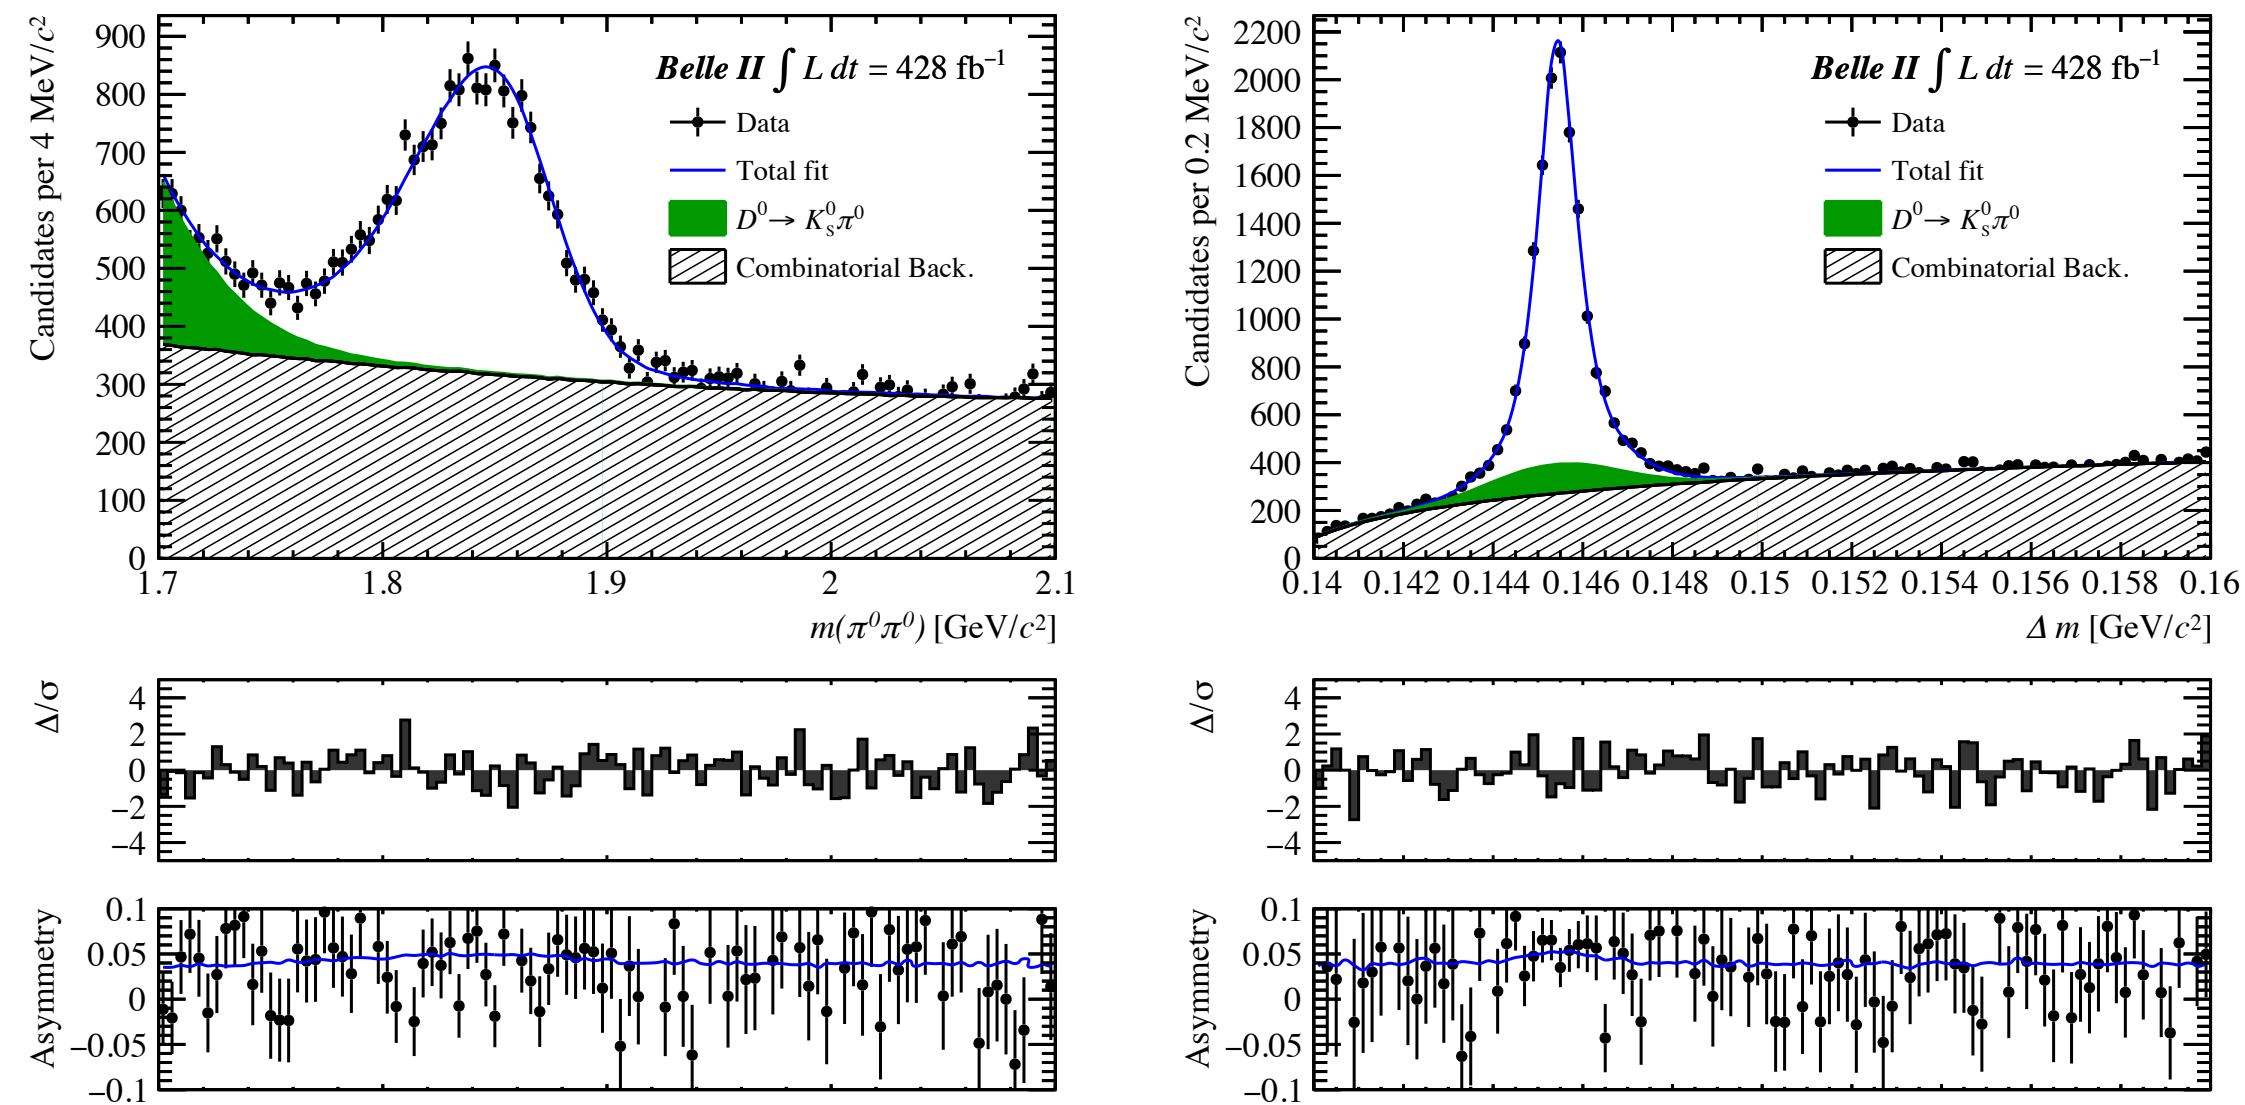 Candidates per 4 MeV/c²
900
800
700
600
500
400
300
200
100
0
Belle II ∫ L dt = 428 fb⁻¹
Data
Total fit
D⁰→ K⁰_S π⁰
Combinatorial Back.
1.7 1.8 1.9 2 2.1
m(π⁰π⁰) [GeV/c²]
Δ/σ
4
2
0
−2
−4
Asymmetry
0.1
0.05
0
−0.05
−0.1
Candidates per 0.2 MeV/c²
2200
2000
1800
1600
1400
1200
1000
800
600
400
200
0
Belle II ∫ L dt = 428 fb⁻¹
Data
Total fit
D⁰→ K⁰_S π⁰
Combinatorial Back.
0.14 0.142 0.144 0.146 0.148 0.15 0.152 0.154 0.156 0.158 0.16
Δ m [GeV/c²]
Δ/σ
4
2
0
−2
−4
Asymmetry
0.1
0.05
0
−0.05
−0.1